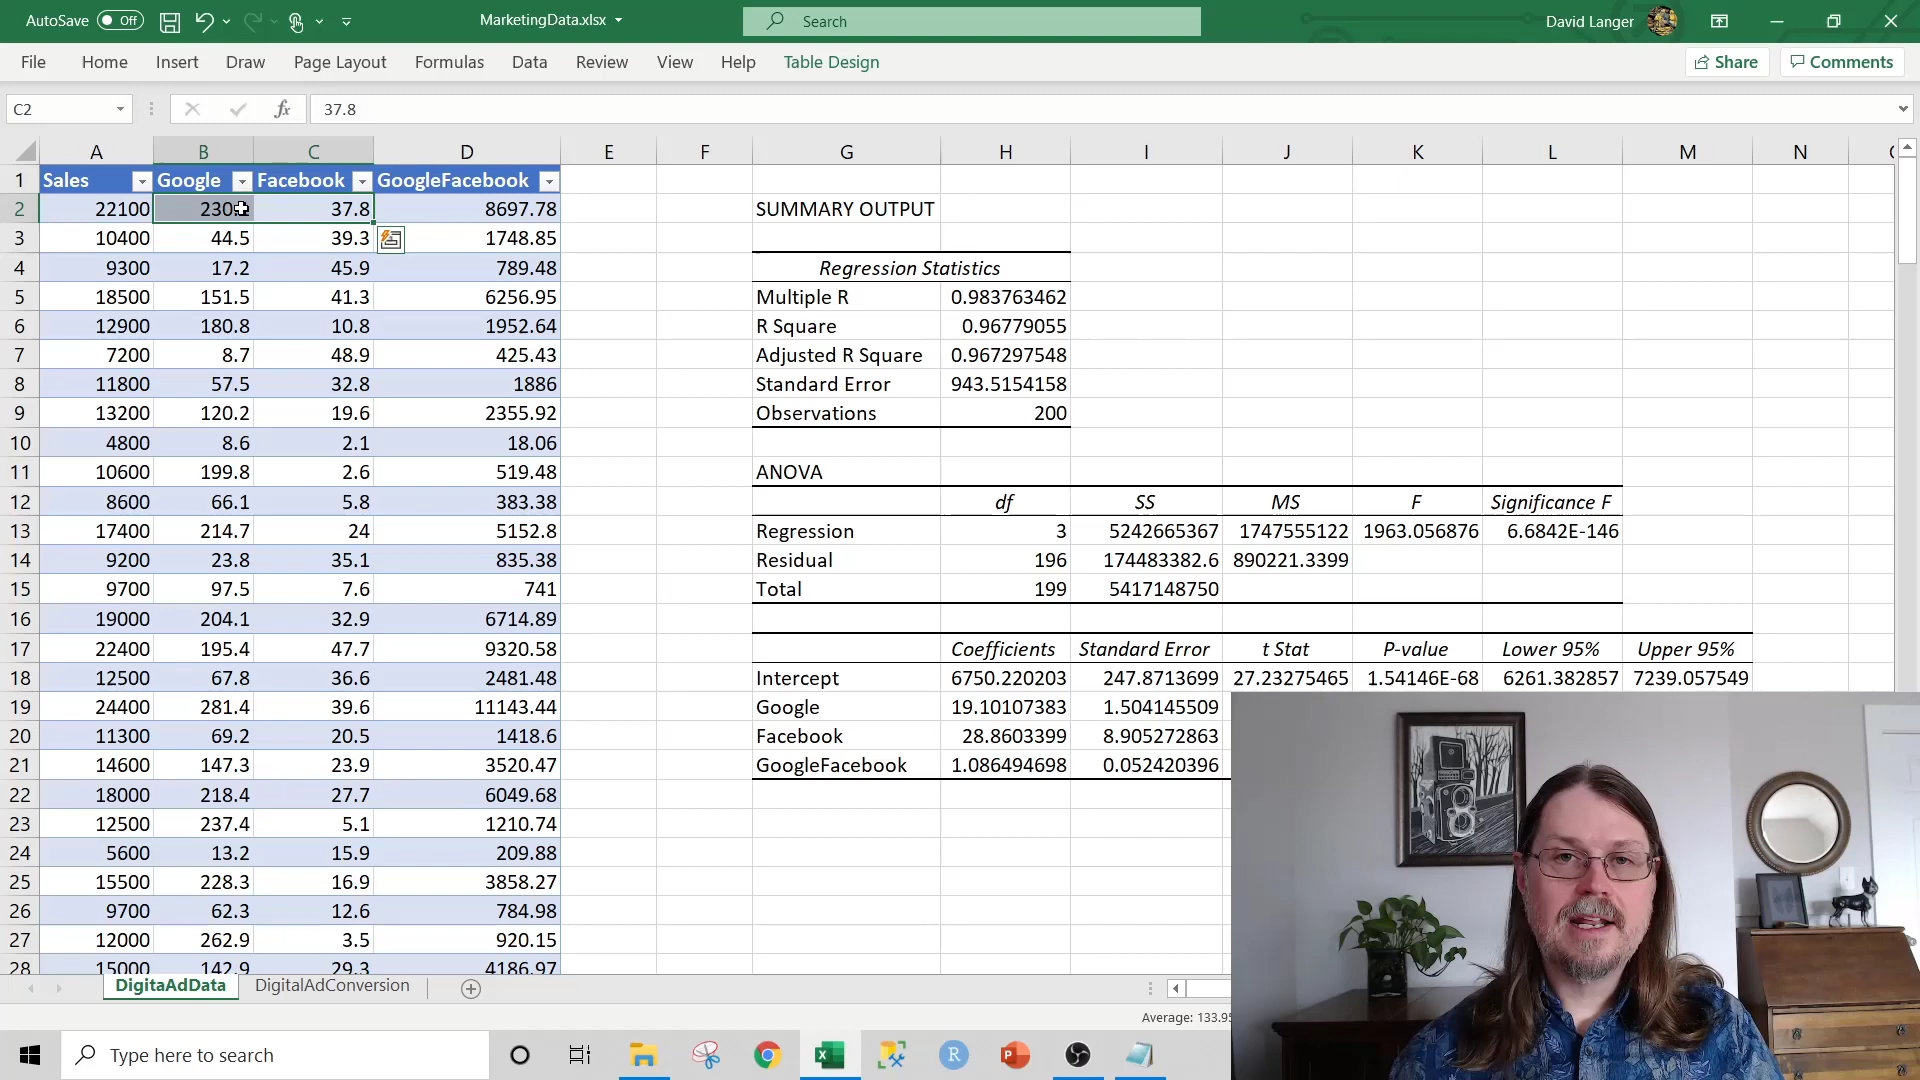 AutoSave Off MarketingData.xlsx Search David Langer
File Home Insert Draw Page Layout Formulas Data Review View Help Table Design Share Comments
C2 fx 37.8
A B C D E F G H I J K L M N
1 Sales Google Facebook GoogleFacebook
2 22100 230 37.8 8697.78 SUMMARY OUTPUT
3 10400 44.5 39.3 1748.85
4 9300 17.2 45.9 789.48 Regression Statistics
5 18500 151.5 41.3 6256.95 Multiple R 0.983763462
6 12900 180.8 10.8 1952.64 R Square 0.96779055
7 7200 8.7 48.9 425.43 Adjusted R Square 0.967297548
8 11800 57.5 32.8 1886 Standard Error 943.5154158
9 13200 120.2 19.6 2355.92 Observations 200
10 4800 8.6 2.1 18.06
11 10600 199.8 2.6 519.48 ANOVA
12 8600 66.1 5.8 383.38 df SS MS F Significance F
13 17400 214.7 24 5152.8 Regression 3 5242665367 1747555122 1963.056876 6.6842E-146
14 9200 23.8 35.1 835.38 Residual 196 174483382.6 890221.3399
15 9700 97.5 7.6 741 Total 199 5417148750
16 19000 204.1 32.9 6714.89
17 22400 195.4 47.7 9320.58 Coefficients Standard Error t Stat P-value Lower 95% Upper 95%
18 12500 67.8 36.6 2481.48 Intercept 6750.220203 247.8713699 27.23275465 1.54146E-68 6261.382857 7239.057549
19 24400 281.4 39.6 11143.44 Google 19.10107383 1.504145509
20 11300 69.2 20.5 1418.6 Facebook 28.8603399 8.905272863
21 14600 147.3 23.9 3520.47 GoogleFacebook 1.086494698 0.052420396
22 18000 218.4 27.7 6049.68
23 12500 237.4 5.1 1210.74
24 5600 13.2 15.9 209.88
25 15500 228.3 16.9 3858.27
26 9700 62.3 12.6 784.98
27 12000 262.9 3.5 920.15
28 15000 142.9 29.3 4186.97
DigitaAdData DigitalAdConversion
Average: 133.95
Type here to search